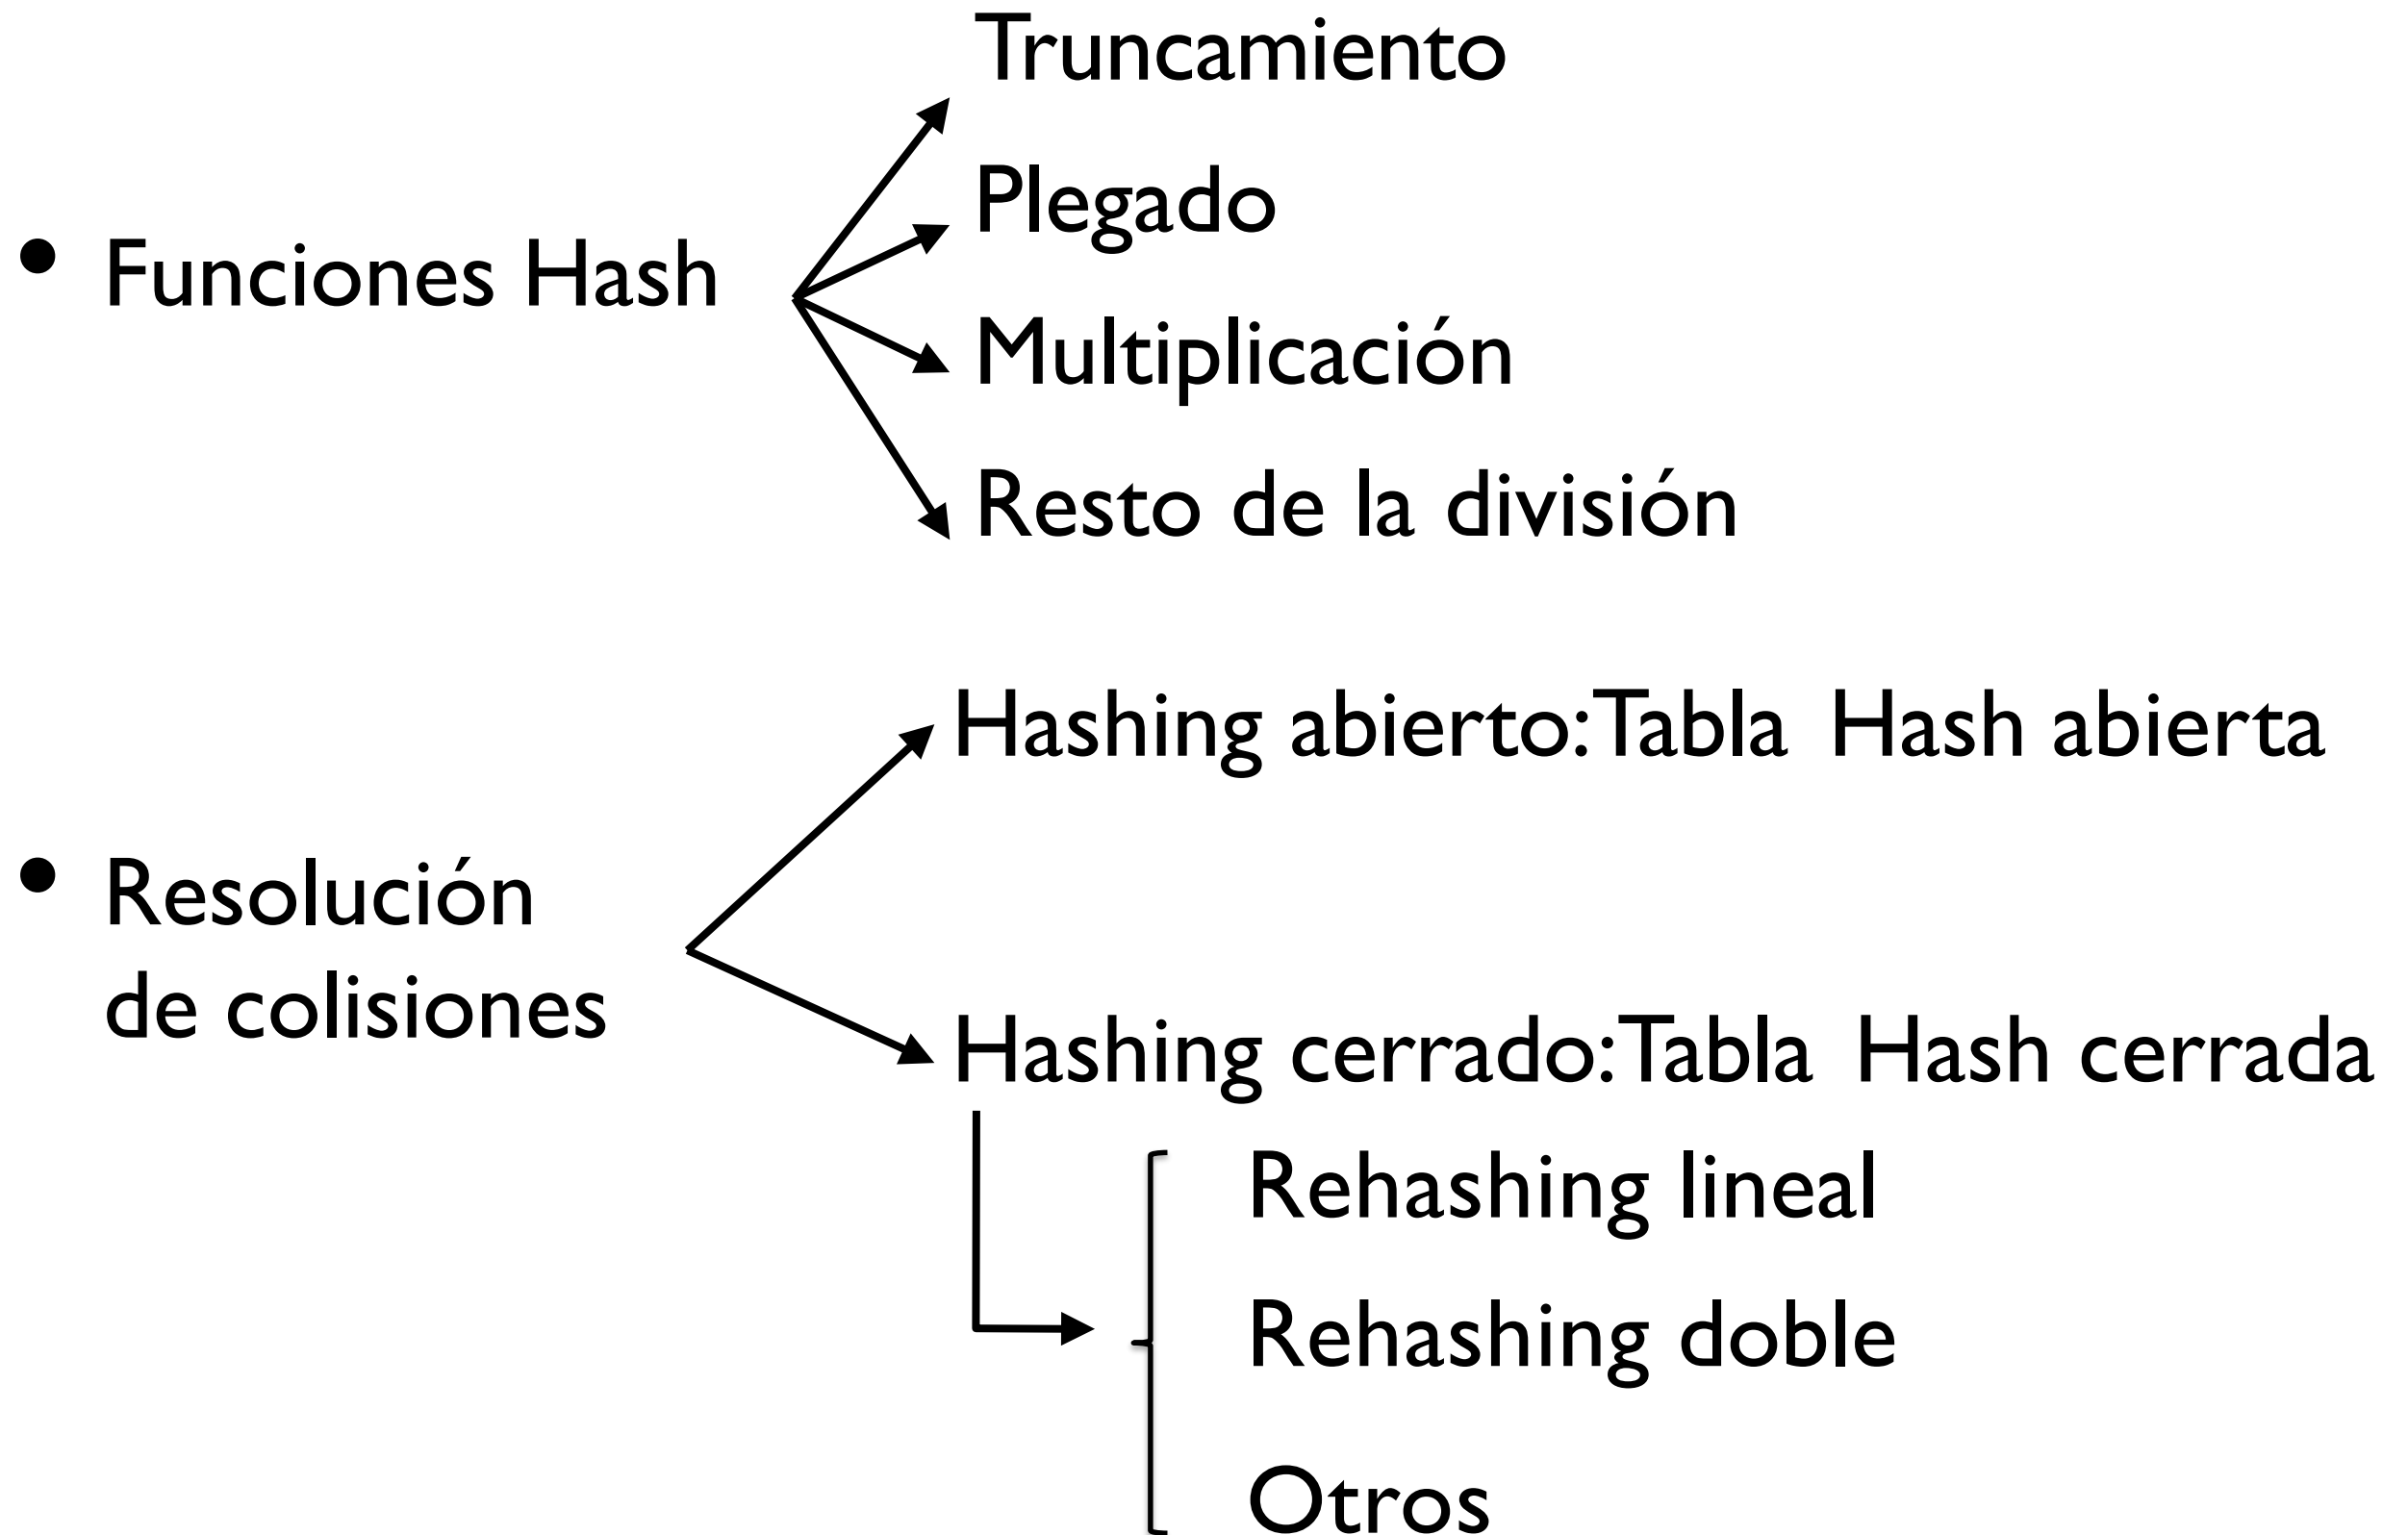 Truncamiento
Plegado
• Funciones Hash
Multiplicación
Resto de la división
Hashing abierto:Tabla Hash abierta
• Resolución
de colisiones
Hashing cerrado:Tabla Hash cerrada
Rehashing lineal
Rehashing doble
Otros